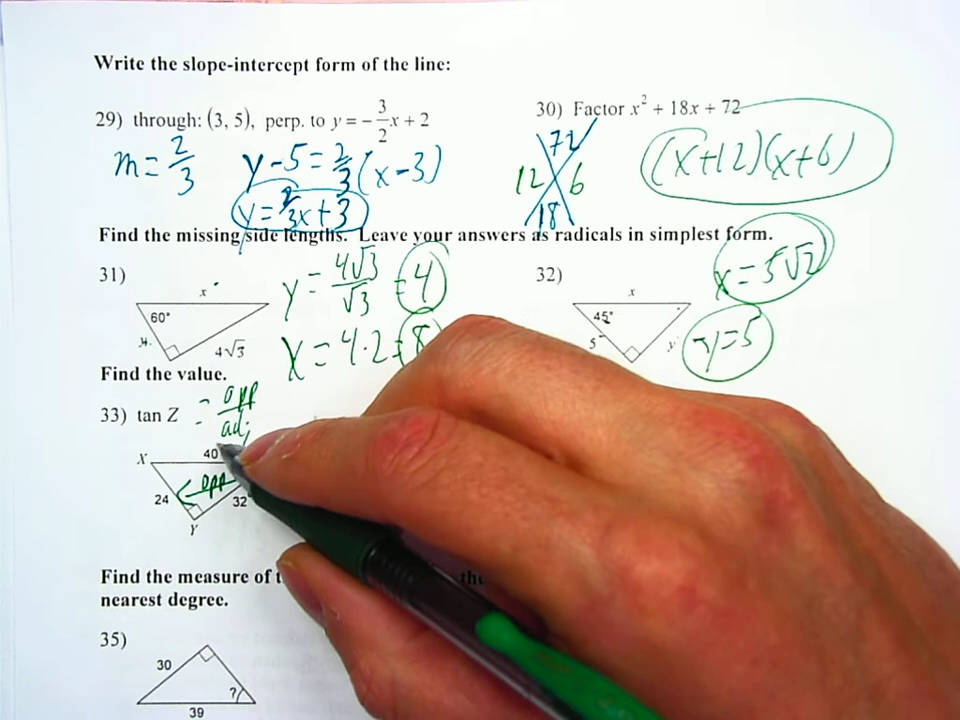 Write the slope-intercept form of the line:
29) through: (3, 5), perp. to y = -3/2 x + 2
30) Factor x² + 18x + 72
m = 2/3
y - 5 = 2/3 (x - 3)
y = 2/3 x + 3
72
12 6
18
(x+12)(x+6)
Find the missing side lengths. Leave your answers as radicals in simplest form.
31)
x
60°
y
4√3
y = 4√3/√3 = 4
x = 4·2 = 8
32)
x
45°
5
y
x = 5√2
y = 5
Find the value.
33) tan Z = opp/adj
X
40
24
opp
32
Y
Find the measure of
the
nearest degree.
35)
30
?
39